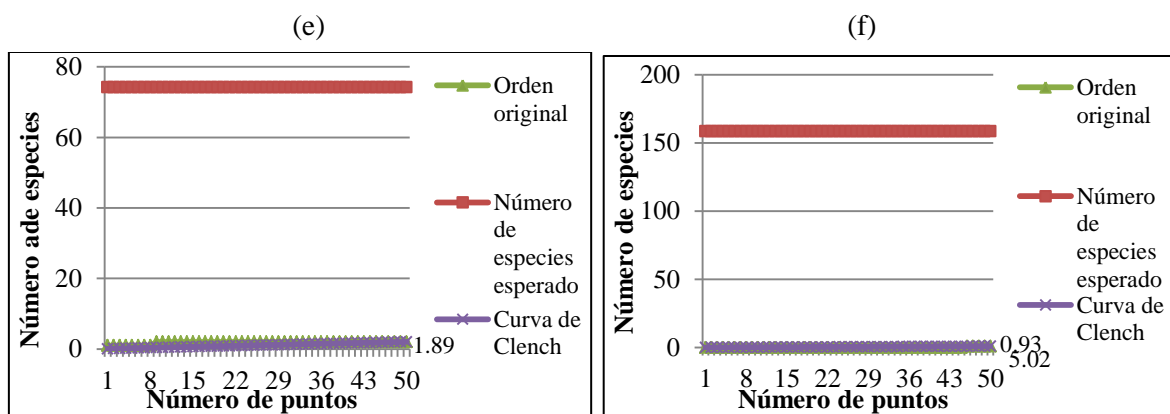 (e)
80
60
40
20
0
Número ade especies
1 8 15 22 29 36 43 50
Número de puntos
1.89
Orden
original
Número
de
especies
esperado
Curva de
Clench
(f)
200
150
100
50
0
Número de especies
1 8 15 22 29 36 43 50
Número de puntos
0.93
5.02
Orden
original
Número
de
especies
esperado
Curva de
Clench